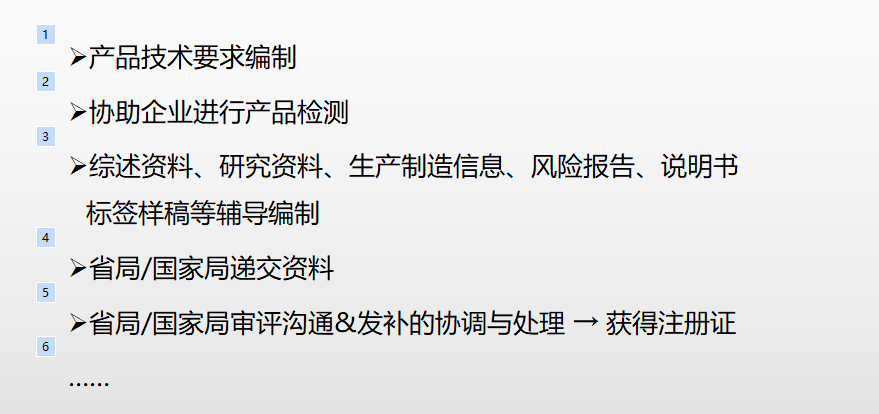 1
➢产品技术要求编制
2
➢协助企业进行产品检测
3
➢综述资料、研究资料、生产制造信息、风险报告、说明书
标签样稿等辅导编制
4
➢省局/国家局递交资料
5
➢省局/国家局审评沟通&发补的协调与处理 → 获得注册证
6
……